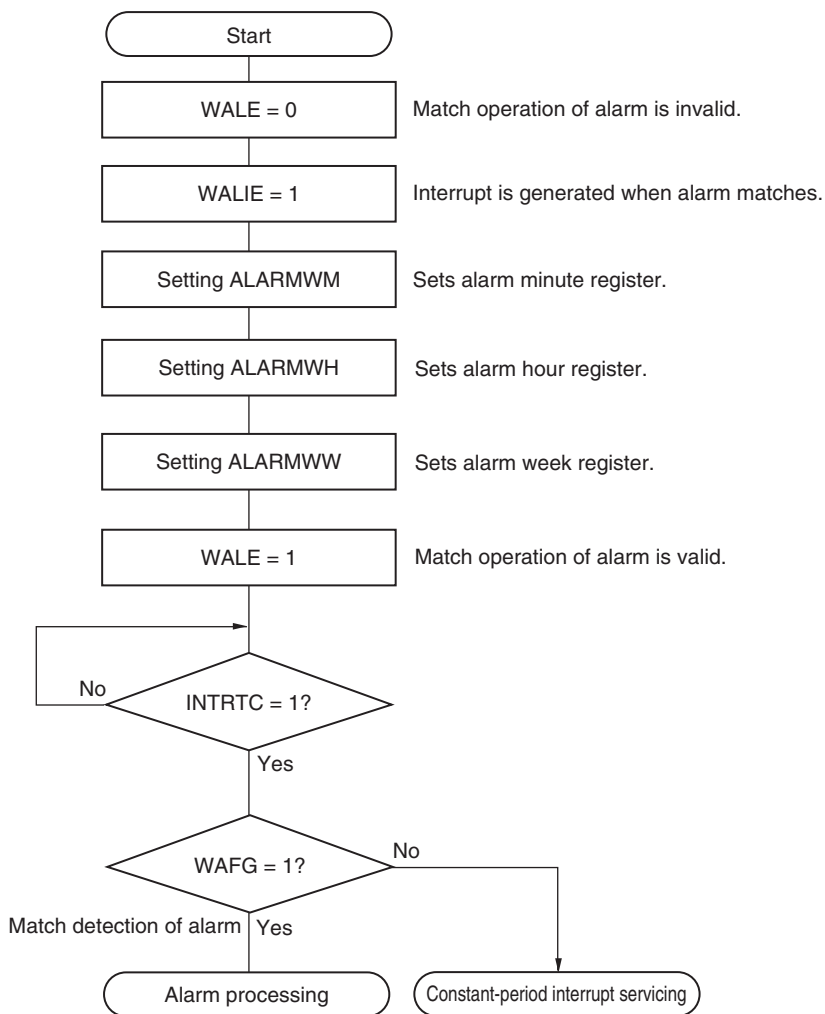 Start
WALE = 0
Match operation of alarm is invalid.
WALIE = 1
Interrupt is generated when alarm matches.
Setting ALARMWM
Sets alarm minute register.
Setting ALARMWH
Sets alarm hour register.
Setting ALARMWW
Sets alarm week register.
WALE = 1
Match operation of alarm is valid.
No
INTRTC = 1?
Yes
WAFG = 1?
No
Match detection of alarm
Yes
Alarm processing
Constant-period interrupt servicing